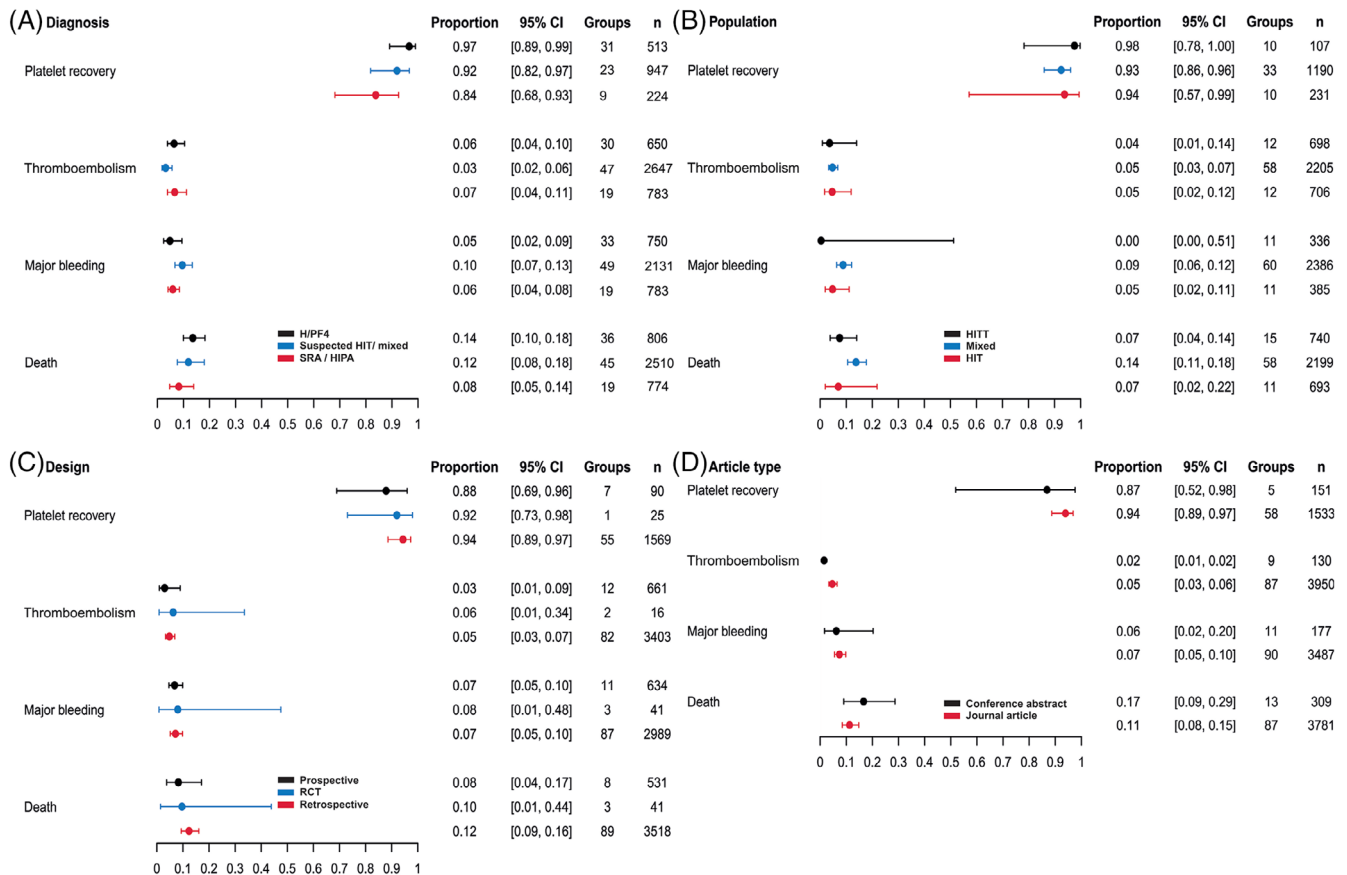 (A) Diagnosis Proportion 95% CI Groups n
0.97 [0.89, 0.99] 31 513
Platelet recovery 0.92 [0.82, 0.97] 23 947
0.84 [0.68, 0.93] 9 224
0.06 [0.04, 0.10] 30 650
Thromboembolism 0.03 [0.02, 0.06] 47 2647
0.07 [0.04, 0.11] 19 783
0.05 [0.02, 0.09] 33 750
Major bleeding 0.10 [0.07, 0.13] 49 2131
0.06 [0.04, 0.08] 19 783
H/PF4 0.14 [0.10, 0.18] 36 806
Death Suspected HIT/ mixed 0.12 [0.08, 0.18] 45 2510
SRA / HIPA 0.08 [0.05, 0.14] 19 774
0 0.1 0.2 0.3 0.4 0.5 0.6 0.7 0.8 0.9 1
(B) Population Proportion 95% CI Groups n
0.98 [0.78, 1.00] 10 107
Platelet recovery 0.93 [0.86, 0.96] 33 1190
0.94 [0.57, 0.99] 10 231
0.04 [0.01, 0.14] 12 698
Thromboembolism 0.05 [0.03, 0.07] 58 2205
0.05 [0.02, 0.12] 12 706
0.00 [0.00, 0.51] 11 336
Major bleeding 0.09 [0.06, 0.12] 60 2386
0.05 [0.02, 0.11] 11 385
HITT 0.07 [0.04, 0.14] 15 740
Death Mixed 0.14 [0.11, 0.18] 58 2199
HIT 0.07 [0.02, 0.22] 11 693
0 0.1 0.2 0.3 0.4 0.5 0.6 0.7 0.8 0.9 1
(C) Design Proportion 95% CI Groups n
0.88 [0.69, 0.96] 7 90
Platelet recovery 0.92 [0.73, 0.98] 1 25
0.94 [0.89, 0.97] 55 1569
0.03 [0.01, 0.09] 12 661
Thromboembolism 0.06 [0.01, 0.34] 2 16
0.05 [0.03, 0.07] 82 3403
0.07 [0.05, 0.10] 11 634
Major bleeding 0.08 [0.01, 0.48] 3 41
0.07 [0.05, 0.10] 87 2989
Prospective 0.08 [0.04, 0.17] 8 531
Death RCT 0.10 [0.01, 0.44] 3 41
Retrospective 0.12 [0.09, 0.16] 89 3518
0 0.1 0.2 0.3 0.4 0.5 0.6 0.7 0.8 0.9 1
(D) Article type Proportion 95% CI Groups n
Platelet recovery 0.87 [0.52, 0.98] 5 151
0.94 [0.89, 0.97] 58 1533
Thromboembolism 0.02 [0.01, 0.02] 9 130
0.05 [0.03, 0.06] 87 3950
Major bleeding 0.06 [0.02, 0.20] 11 177
0.07 [0.05, 0.10] 90 3487
Death Conference abstract 0.17 [0.09, 0.29] 13 309
Journal article 0.11 [0.08, 0.15] 87 3781
0 0.1 0.2 0.3 0.4 0.5 0.6 0.7 0.8 0.9 1